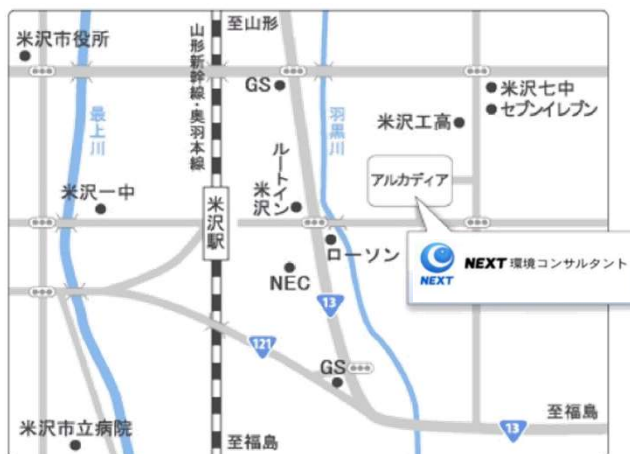 至山形
米沢市役所
山形新幹線・奥羽本線
GS
米沢七中
セブンイレブン
最上川
羽黒川
米沢工高
ルートイン
米沢
アルカディア
米沢一中
米沢駅
ローソン
NEXT
NEXT 環境コンサルタント
NEC
13
121
GS
米沢市立病院
至福島
13
至福島